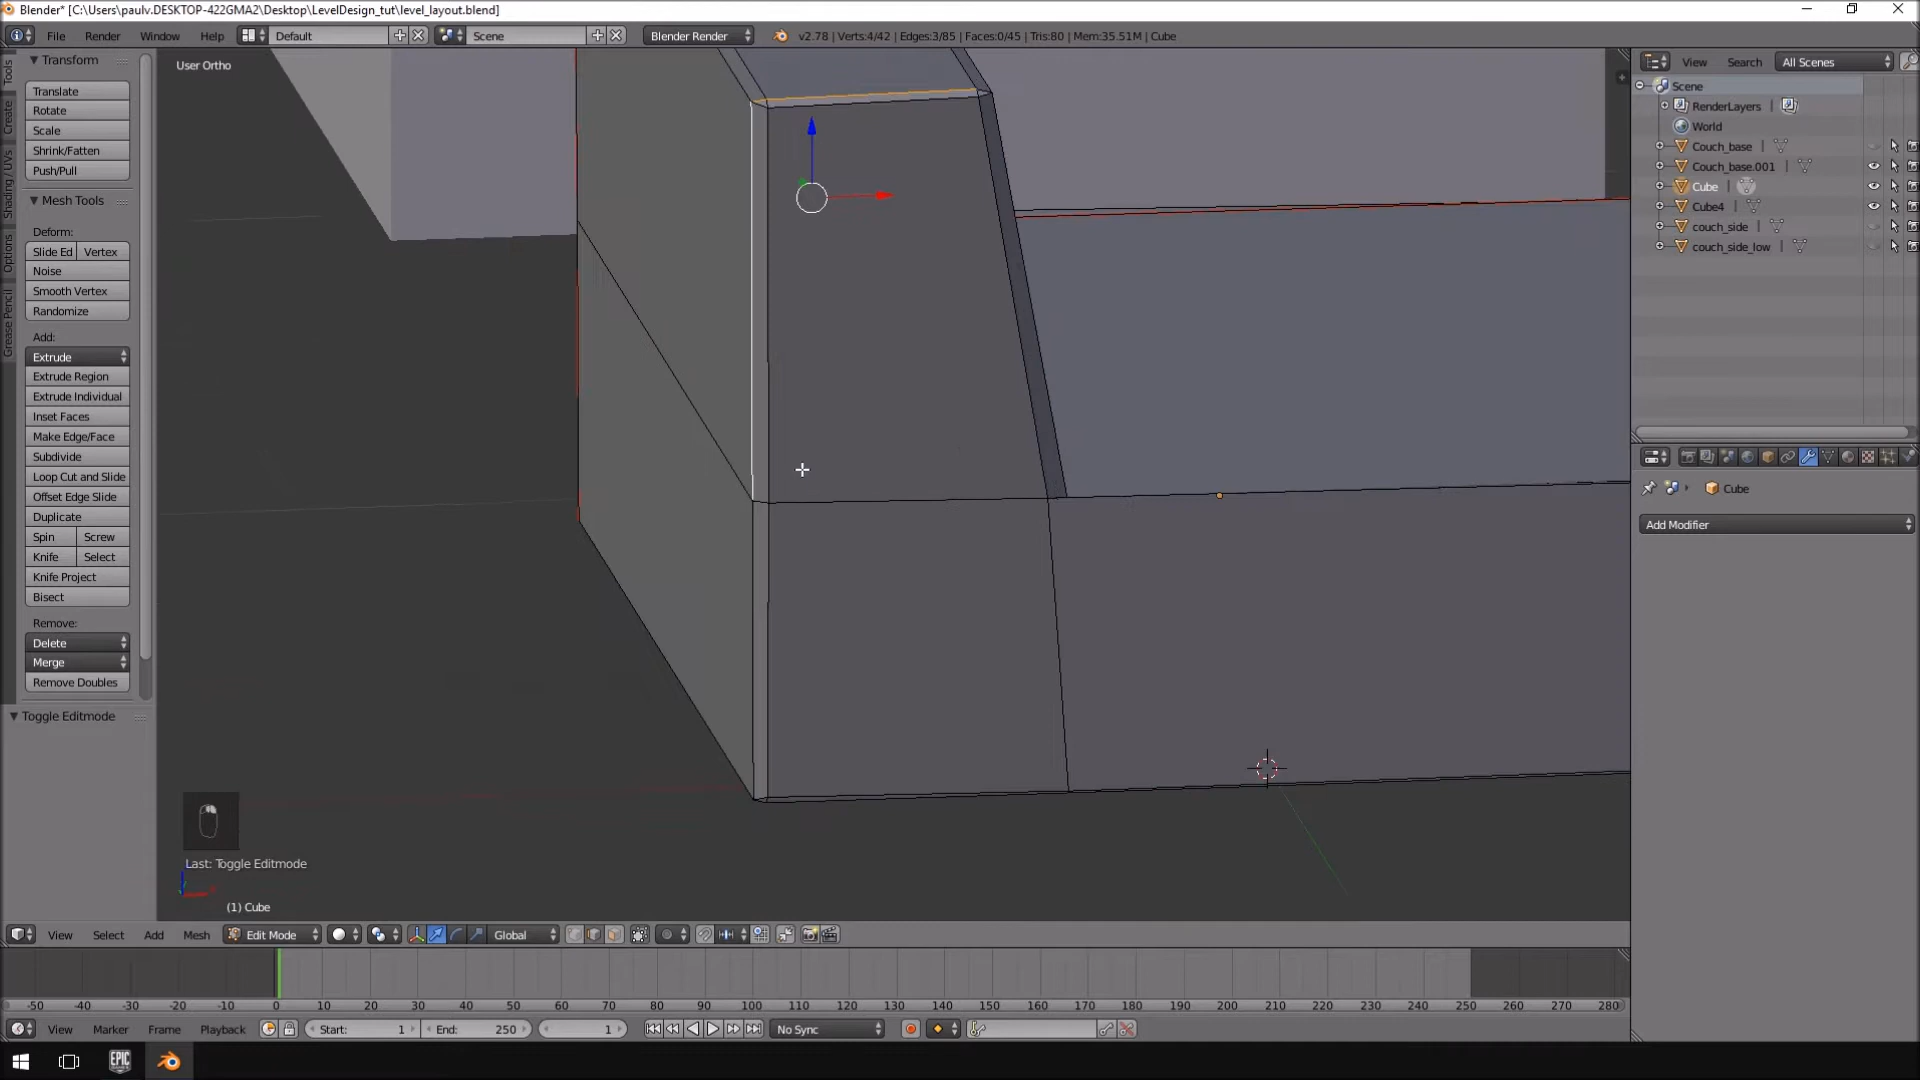 Blender* [C:\Users\paulv.DESKTOP-422GMA2\Desktop\LevelDesign_tut\level_layout.blend]
File Render Window Help Default Scene Blender Render v2.78 | Verts:4/42 | Edges:3/85 | Faces:0/45 | Tris:80 | Mem:35.51M | Cube
Tools
Create
Shading / UVs
Options
Grease Pencil
Transform
Translate
Rotate
Scale
Shrink/Fatten
Push/Pull
Mesh Tools
Deform:
Slide Ed Vertex
Noise
Smooth Vertex
Randomize
Add:
Extrude
Extrude Region
Extrude Individual
Inset Faces
Make Edge/Face
Subdivide
Loop Cut and Slide
Offset Edge Slide
Duplicate
Spin Screw
Knife Select
Knife Project
Bisect
Remove:
Delete
Merge
Remove Doubles
Toggle Editmode
User Ortho
Last: Toggle Editmode
(1) Cube
View Search All Scenes
Scene
RenderLayers |
World
Couch_base |
Couch_base.001 |
Cube |
Cube4 |
couch_side |
couch_side_low |
Cube
Add Modifier
View Select Add Mesh Edit Mode Global
-50 -40 -30 -20 -10 0 10 20 30 40 50 60 70 80 90 100 110 120 130 140 150 160 170 180 190 200 210 220 230 240 250 260 270 280
View Marker Frame Playback Start: 1 End: 250 1 No Sync
EPIC